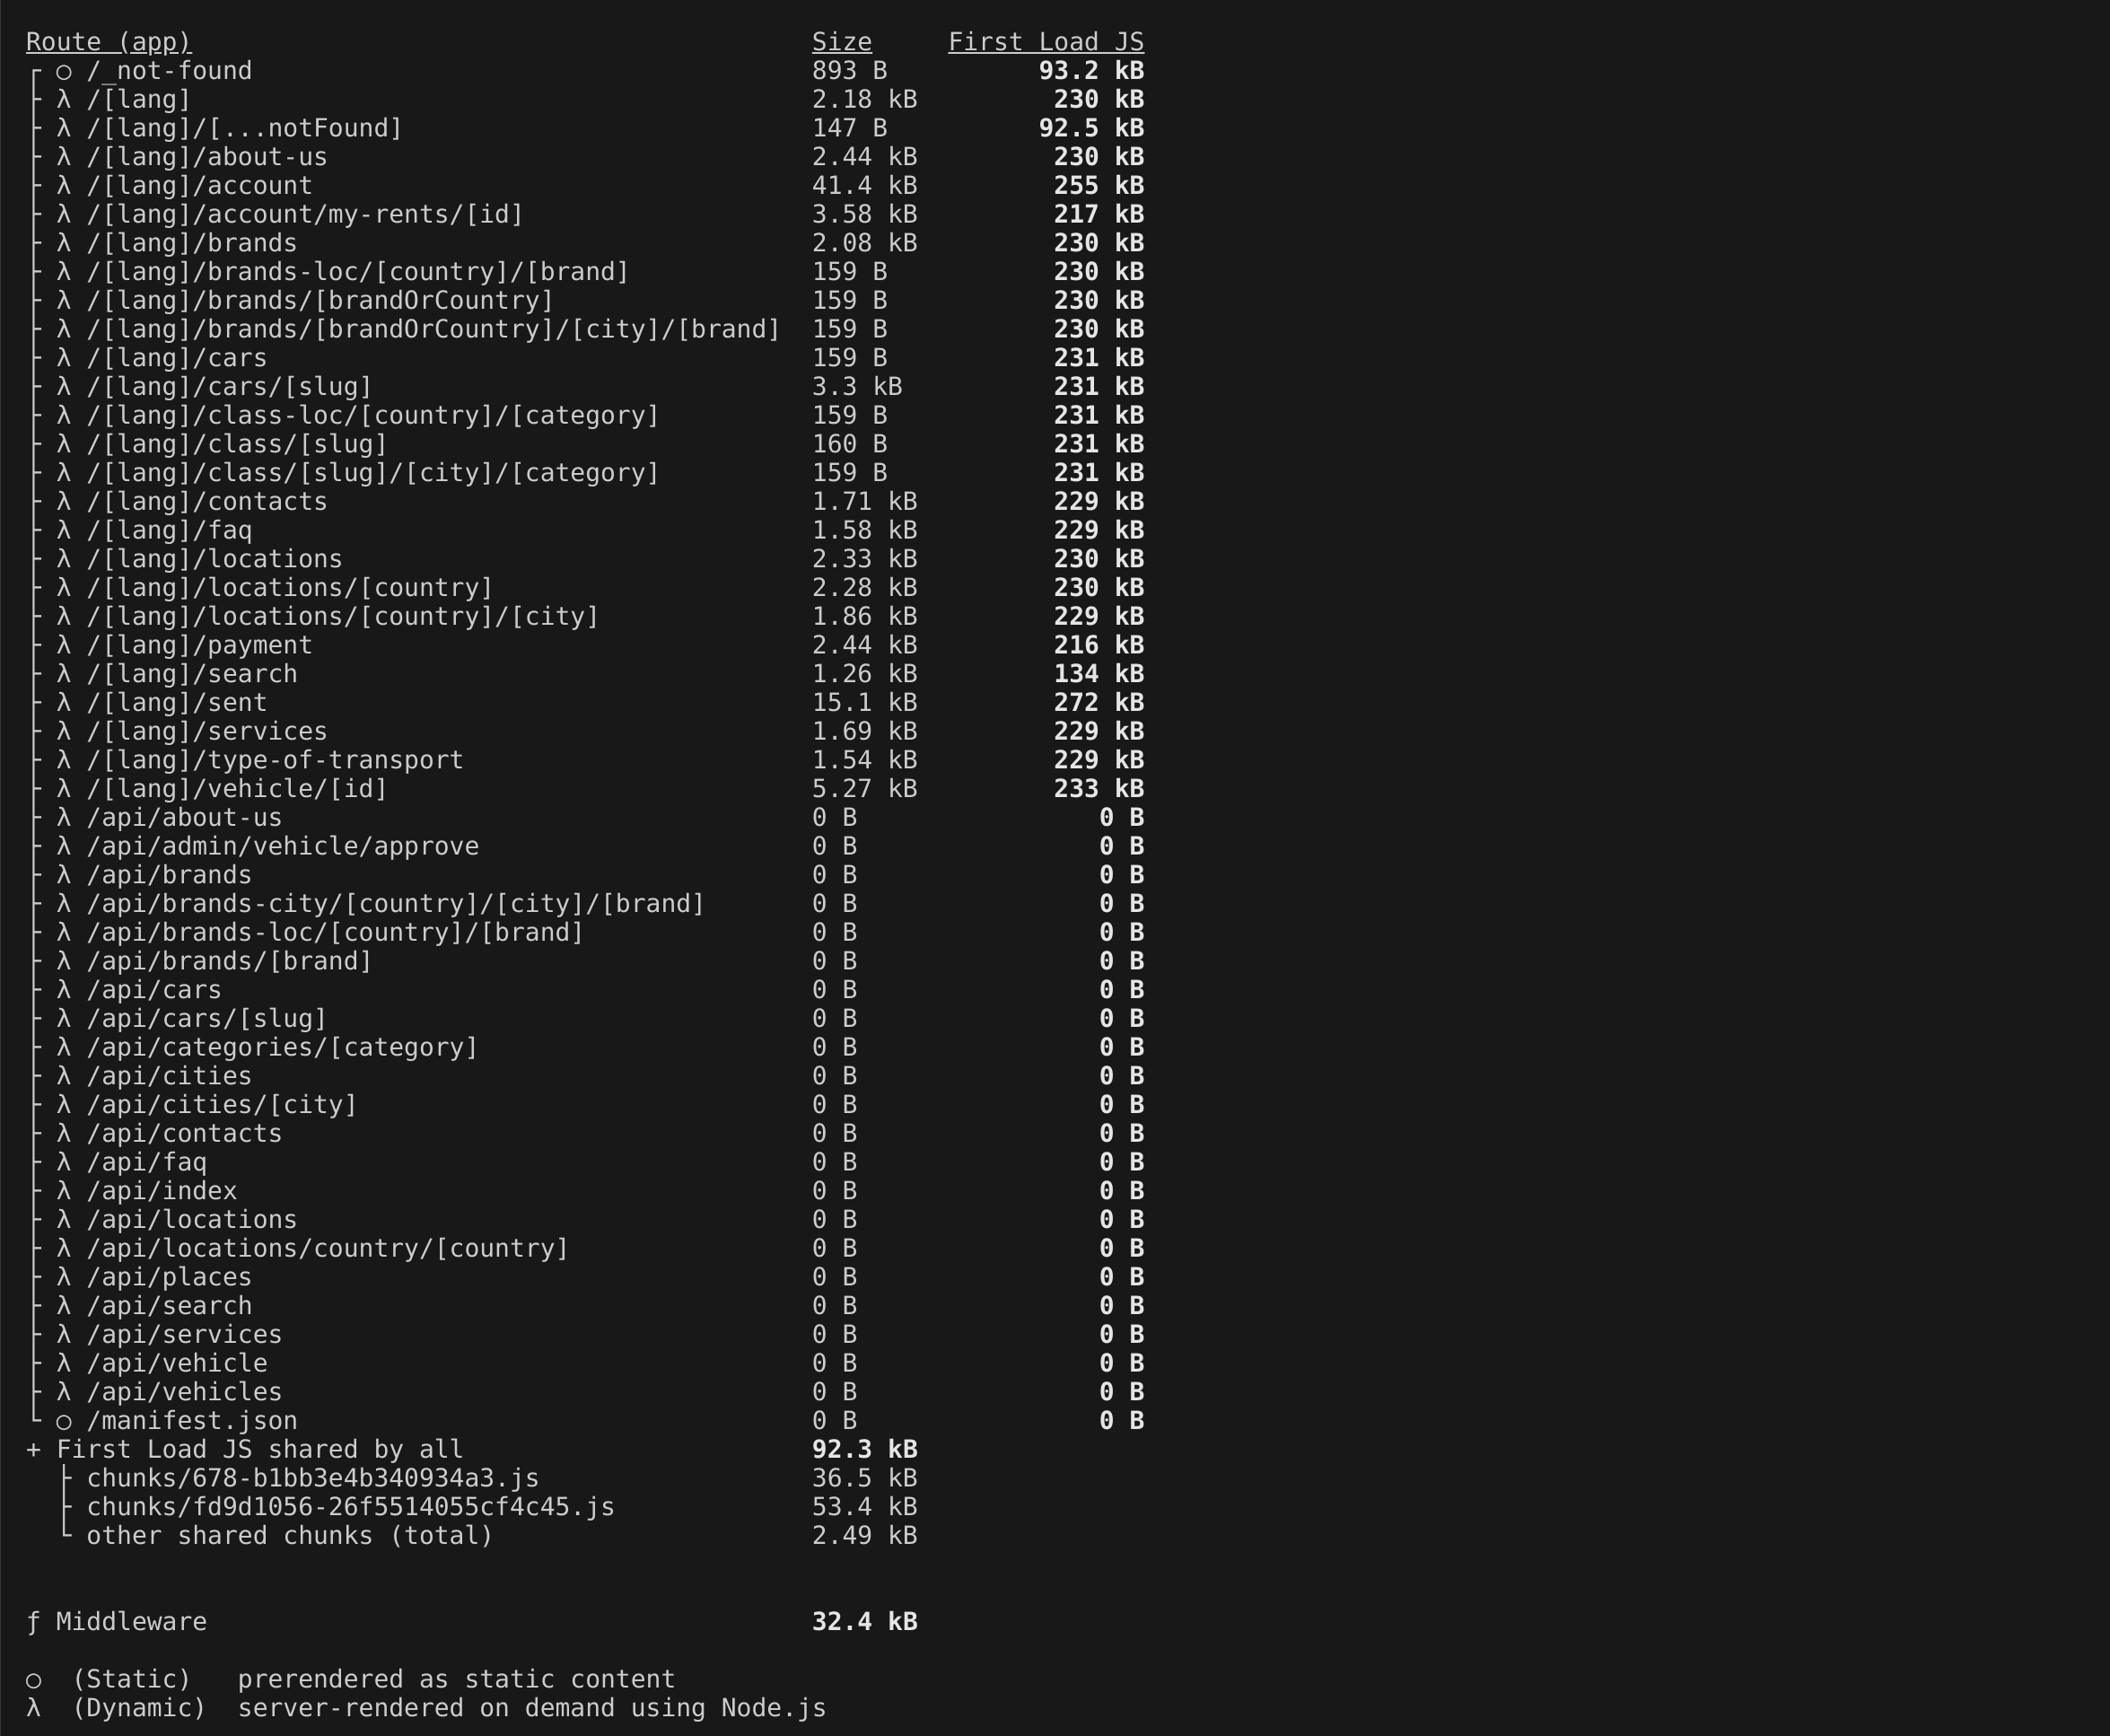 Route (app) Size First Load JS
┌ ○ /_not-found 893 B 93.2 kB
├ λ /[lang] 2.18 kB 230 kB
├ λ /[lang]/[...notFound] 147 B 92.5 kB
├ λ /[lang]/about-us 2.44 kB 230 kB
├ λ /[lang]/account 41.4 kB 255 kB
├ λ /[lang]/account/my-rents/[id] 3.58 kB 217 kB
├ λ /[lang]/brands 2.08 kB 230 kB
├ λ /[lang]/brands-loc/[country]/[brand] 159 B 230 kB
├ λ /[lang]/brands/[brandOrCountry] 159 B 230 kB
├ λ /[lang]/brands/[brandOrCountry]/[city]/[brand] 159 B 230 kB
├ λ /[lang]/cars 159 B 231 kB
├ λ /[lang]/cars/[slug] 3.3 kB 231 kB
├ λ /[lang]/class-loc/[country]/[category] 159 B 231 kB
├ λ /[lang]/class/[slug] 160 B 231 kB
├ λ /[lang]/class/[slug]/[city]/[category] 159 B 231 kB
├ λ /[lang]/contacts 1.71 kB 229 kB
├ λ /[lang]/faq 1.58 kB 229 kB
├ λ /[lang]/locations 2.33 kB 230 kB
├ λ /[lang]/locations/[country] 2.28 kB 230 kB
├ λ /[lang]/locations/[country]/[city] 1.86 kB 229 kB
├ λ /[lang]/payment 2.44 kB 216 kB
├ λ /[lang]/search 1.26 kB 134 kB
├ λ /[lang]/sent 15.1 kB 272 kB
├ λ /[lang]/services 1.69 kB 229 kB
├ λ /[lang]/type-of-transport 1.54 kB 229 kB
├ λ /[lang]/vehicle/[id] 5.27 kB 233 kB
├ λ /api/about-us 0 B 0 B
├ λ /api/admin/vehicle/approve 0 B 0 B
├ λ /api/brands 0 B 0 B
├ λ /api/brands-city/[country]/[city]/[brand] 0 B 0 B
├ λ /api/brands-loc/[country]/[brand] 0 B 0 B
├ λ /api/brands/[brand] 0 B 0 B
├ λ /api/cars 0 B 0 B
├ λ /api/cars/[slug] 0 B 0 B
├ λ /api/categories/[category] 0 B 0 B
├ λ /api/cities 0 B 0 B
├ λ /api/cities/[city] 0 B 0 B
├ λ /api/contacts 0 B 0 B
├ λ /api/faq 0 B 0 B
├ λ /api/index 0 B 0 B
├ λ /api/locations 0 B 0 B
├ λ /api/locations/country/[country] 0 B 0 B
├ λ /api/places 0 B 0 B
├ λ /api/search 0 B 0 B
├ λ /api/services 0 B 0 B
├ λ /api/vehicle 0 B 0 B
├ λ /api/vehicles 0 B 0 B
└ ○ /manifest.json 0 B 0 B
+ First Load JS shared by all 92.3 kB
├ chunks/678-b1bb3e4b340934a3.js 36.5 kB
├ chunks/fd9d1056-26f5514055cf4c45.js 53.4 kB
└ other shared chunks (total) 2.49 kB
ƒ Middleware 32.4 kB
○ (Static) prerendered as static content
λ (Dynamic) server-rendered on demand using Node.js